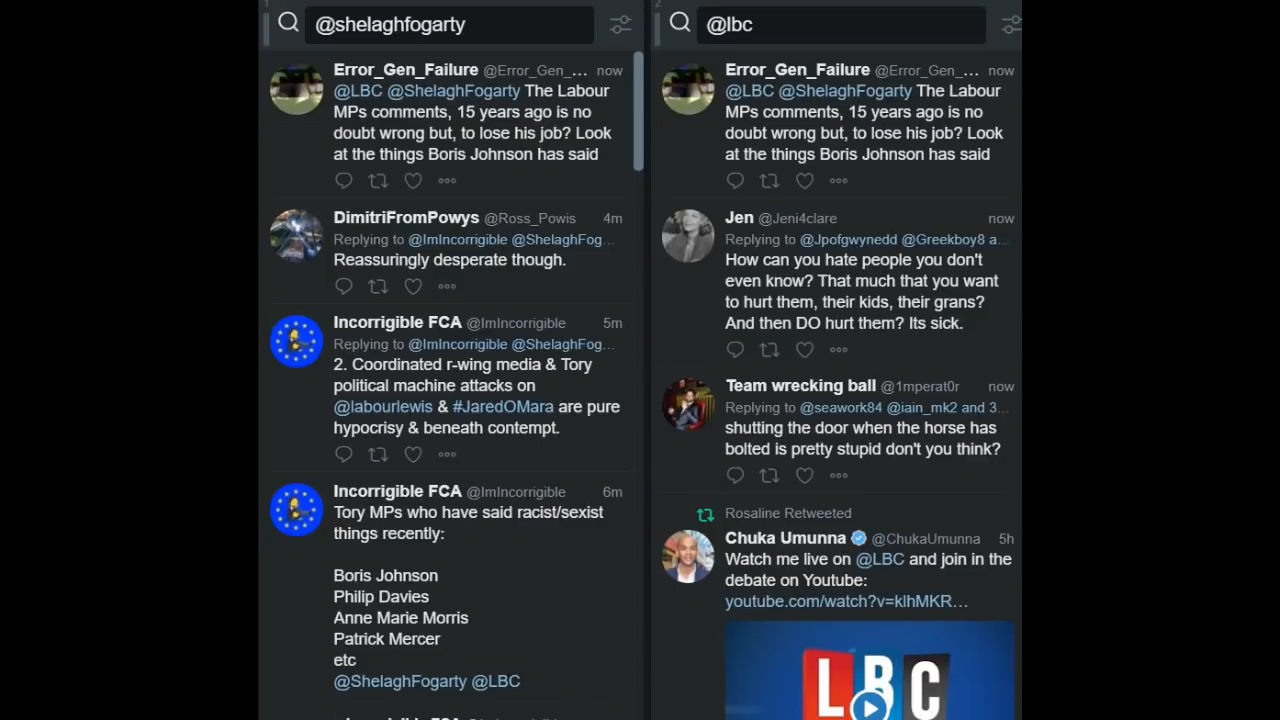 1
@shelaghfogarty
Error_Gen_Failure @Error_Gen_... now
@LBC @ShelaghFogarty The Labour
MPs comments, 15 years ago is no
doubt wrong but, to lose his job? Look
at the things Boris Johnson has said
DimitriFromPowys @Ross_Powis 4m
Replying to @ImIncorrigible @ShelaghFog...
Reassuringly desperate though.
Incorrigible FCA @ImIncorrigible 5m
Replying to @ImIncorrigible @ShelaghFog...
2. Coordinated r-wing media & Tory
political machine attacks on
@labourlewis & #JaredOMara are pure
hypocrisy & beneath contempt.
Incorrigible FCA @ImIncorrigible 6m
Tory MPs who have said racist/sexist
things recently:
Boris Johnson
Philip Davies
Anne Marie Morris
Patrick Mercer
etc
@ShelaghFogarty @LBC
2
@lbc
Error_Gen_Failure @Error_Gen_... now
@LBC @ShelaghFogarty The Labour
MPs comments, 15 years ago is no
doubt wrong but, to lose his job? Look
at the things Boris Johnson has said
Jen @Jeni4clare now
Replying to @Jpofgwynedd @Greekboy8 a...
How can you hate people you don't
even know? That much that you want
to hurt them, their kids, their grans?
And then DO hurt them? Its sick.
Team wrecking ball @1mperat0r now
Replying to @seawork84 @iain_mk2 and 3...
shutting the door when the horse has
bolted is pretty stupid don't you think?
Rosaline Retweeted
Chuka Umunna @ChukaUmunna 5h
Watch me live on @LBC and join in the
debate on Youtube:
youtube.com/watch?v=klhMKR...
LBC